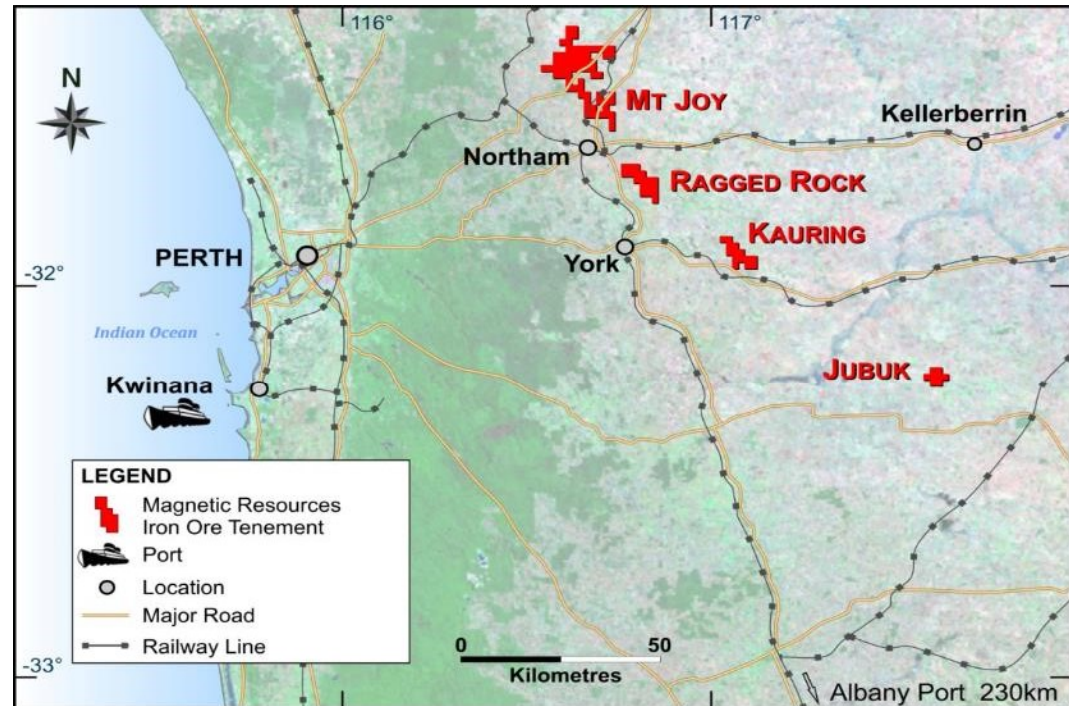 116°
117°
N
MT JOY
Kellerberrin
Northam
RAGGED ROCK
KAURING
PERTH
York
-32°
Indian Ocean
JUBUK
Kwinana
LEGEND
Magnetic Resources
Iron Ore Tenement
Port
Location
Major Road
Railway Line
0 50
Kilometres
-33°
Albany Port 230km